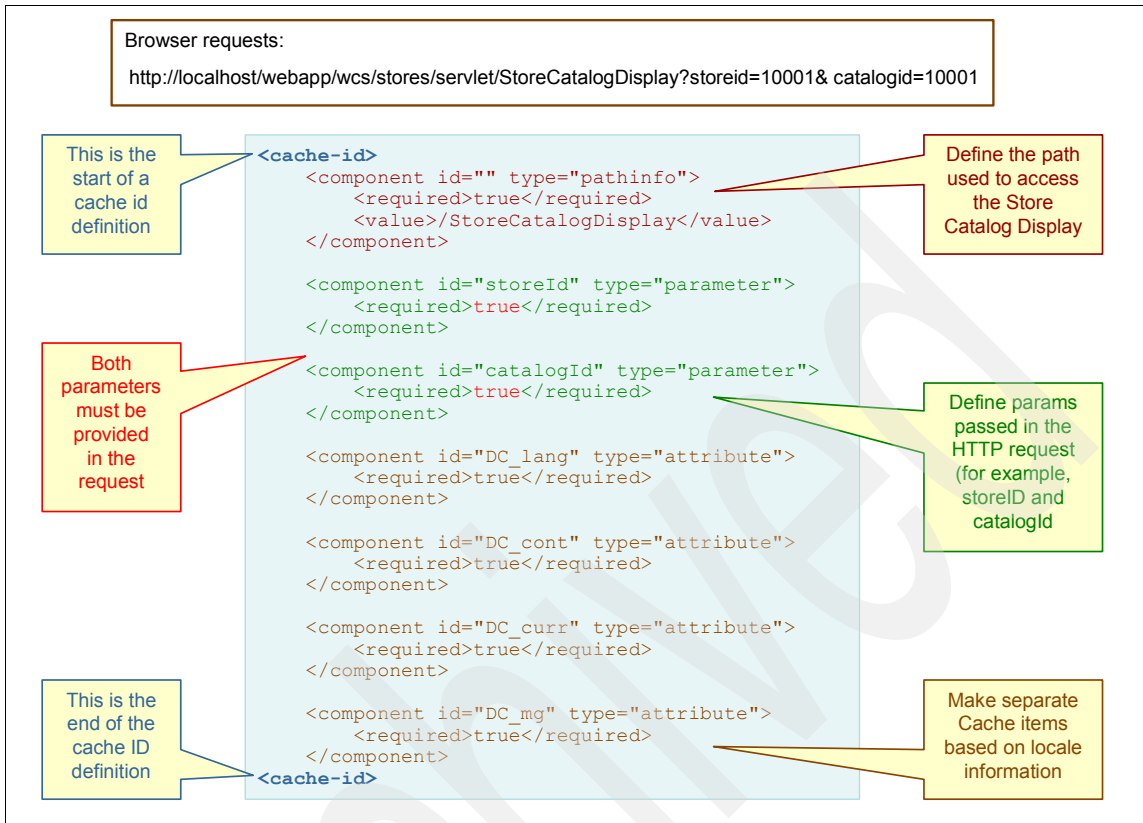 Browser requests:
http://localhost/webapp/wcs/stores/servlet/StoreCatalogDisplay?storeid=10001& catalogid=10001
This is the
start of a
cache id
definition
<cache-id>
<component id="" type="pathinfo">
<required>true</required>
<value>/StoreCatalogDisplay</value>
</component>
Define the path
used to access
the Store
Catalog Display
<component id="storeId" type="parameter">
<required>true</required>
</component>
Both
parameters
must be
provided
in the
request
<component id="catalogId" type="parameter">
<required>true</required>
</component>
Define params
passed in the
HTTP request
(for example,
storeID and
catalogId
<component id="DC_lang" type="attribute">
<required>true</required>
</component>
<component id="DC_cont" type="attribute">
<required>true</required>
</component>
<component id="DC_curr" type="attribute">
<required>true</required>
</component>
This is the
end of the
cache ID
definition
<component id="DC_mg" type="attribute">
<required>true</required>
</component>
<cache-id>
Make separate
Cache items
based on locale
information
hived